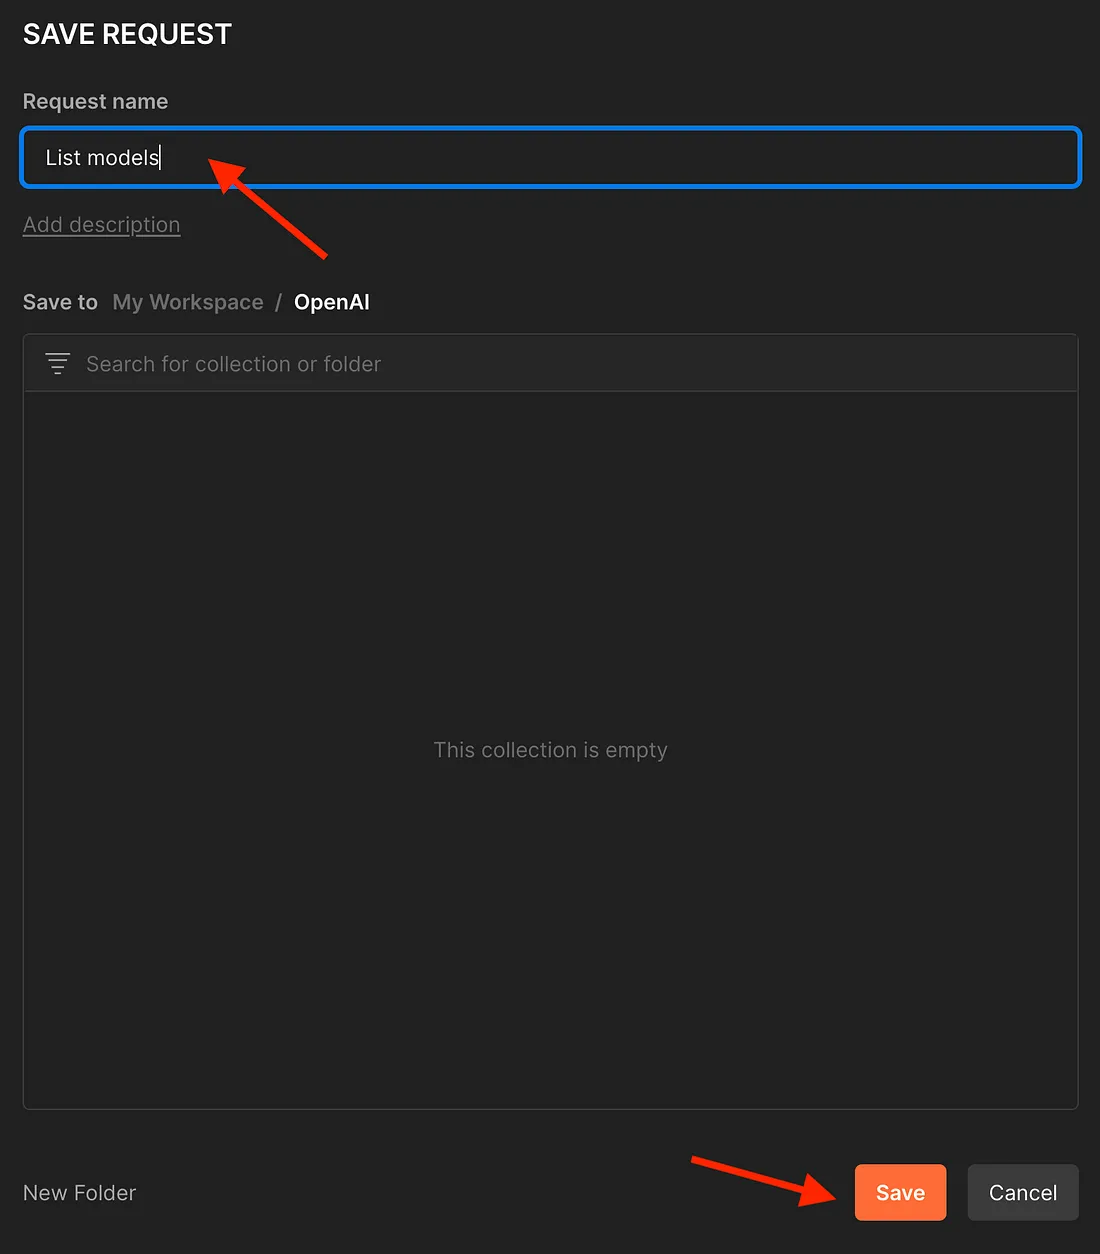 SAVE REQUEST
Request name
List models
Add description
Save to My Workspace / OpenAI
Search for collection or folder
This collection is empty
New Folder Save Cancel